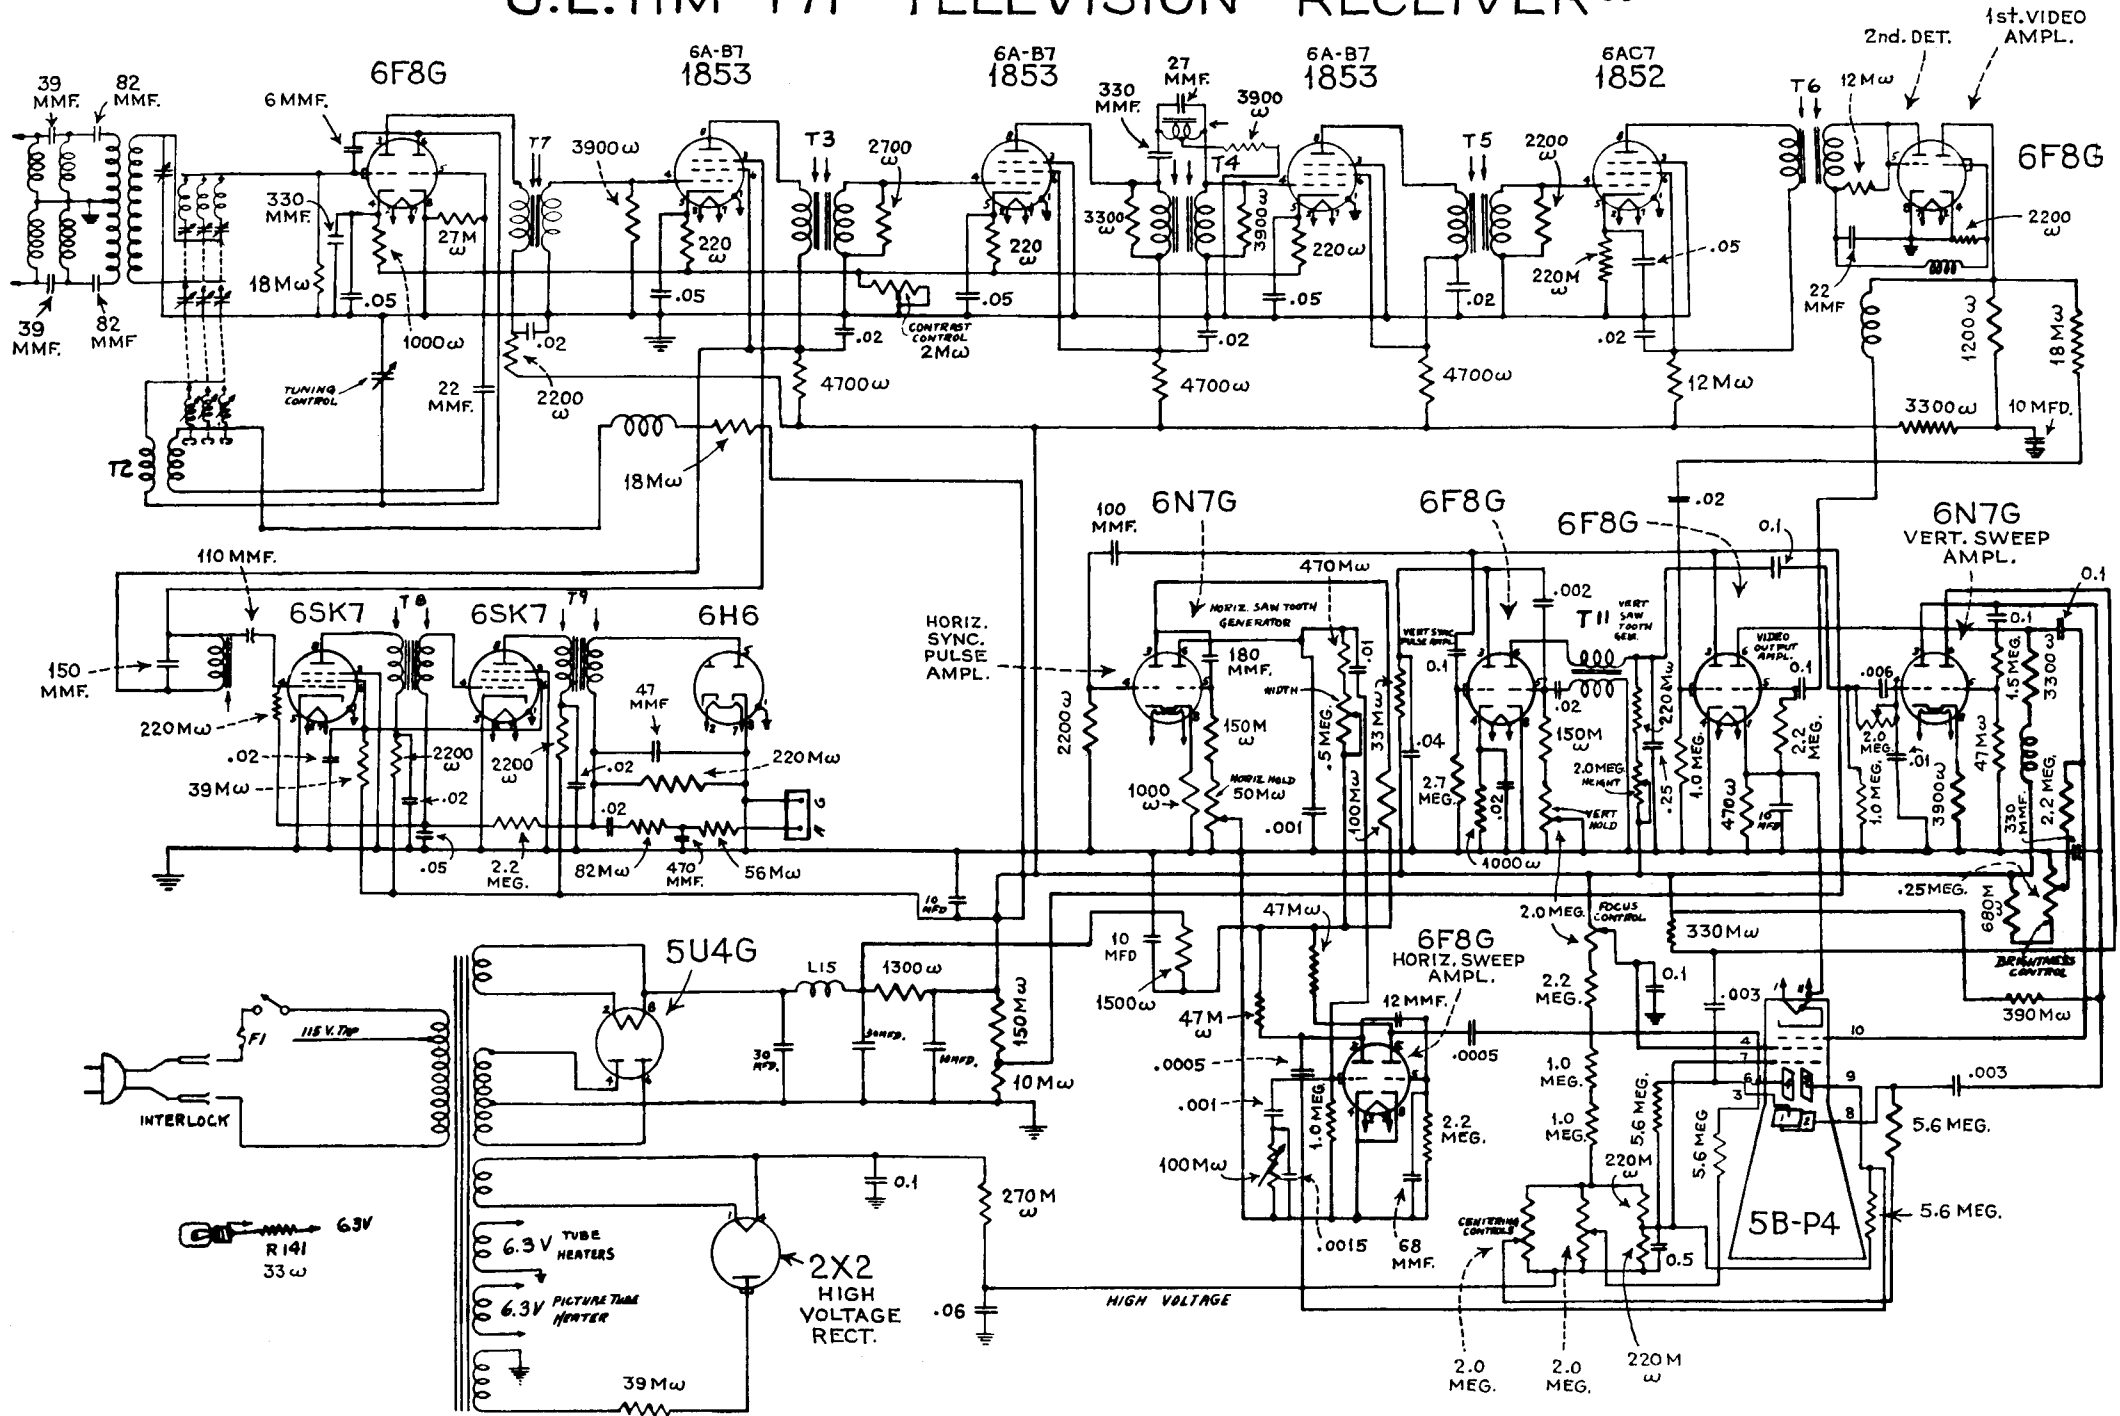 G.E. HM-171 TELEVISION RECEIVER
1st. VIDEO
AMPL.
2nd. DET.
39
MMF.
82
MMF.
6 MMF.
6F8G
6A-B7
1853
6A-B7
1853
27
MMF.
330
MMF.
3900
ω
6A-B7
1853
6AC7
1852
T6
12 Mω
6F8G
T7
3900 ω
T3
2700
ω
T4
T5
2200
ω
330
MMF.
27 M
ω
220
ω
3300
ω
220
ω
3900 ω
220 ω
220 M
ω
.05
2200
ω
18 Mω
.05
.05
.05
.05
.02
22
MMF
39
MMF.
82
MMF
1000 ω
.02
.02
CONTRAST
CONTROL
2 Mω
.02
.02
1200 ω
18 Mω
TUNING
CONTROL
22
MMF.
2200
ω
4700 ω
4700 ω
4700 ω
12 Mω
3300 ω
10 MFD.
T2
18 Mω
110 MMF.
100
MMF.
6N7G
6F8G
6F8G
.02
0.1
6N7G
VERT. SWEEP
AMPL.
470 Mω
.002
T11
VERT
SAW
TOOTH
GEN.
0.1
0.1
6SK7
T8
6SK7
T9
6H6
HORIZ.
SYNC.
PULSE
AMPL.
HORIZ. SAW TOOTH
GENERATOR
VERT SYNC
PULSE AMPL.
VIDEO
OUTPUT
AMPL.
150
MMF.
47
MMF
180
MMF.
.01
0.1
0.1
.006
1.5 MEG.
3300 ω
WIDTH
220 Mω
2200 ω
150 M
ω
.5 MEG.
33 Mω
.02
150 M
ω
220 Mω
2.2
MEG.
2.0
MEG.
.01
47 Mω
.02
39 Mω
2200
ω
2200
ω
.02
220 Mω
1000
ω
HORIZ HOLD
50 Mω
.04
2.7
MEG.
.02
2.0 MEG.
HEIGHT
.25
1.0 MEG.
470 ω
10
MFD
1.0 MEG.
3900 ω
330
MMF.
2.2 MEG.
.02
.02
.001
100 Mω
VERT
HOLD
.05
2.2
MEG.
82 Mω
470
MMF.
56 Mω
1000 ω
.25 MEG.
680 M
ω
10
MFD
10
MFD
1500 ω
47 Mω
2.0 MEG.
FOCUS
CONTROL
330 Mω
BRIGHTNESS
CONTROL
390 Mω
5U4G
L15
1300 ω
6F8G
HORIZ. SWEEP
AMPL.
12 MMF.
2.2
MEG.
0.1
.003
F1
115 V. TAP
30
MFD.
30 MFD.
150 Mω
10 Mω
47 M
ω
.0005
.0005
.001
1.0
MEG.
1.0
MEG.
10
4
7
6
3
9
8
.003
INTERLOCK
1.0 MEG.
2.2
MEG.
5.6 MEG.
5.6 MEG
5.6 MEG.
100 Mω
220 M
ω
0.1
270 M
ω
.0015
68
MMF.
CENTERING
CONTROLS
0.5
5B-P4
5.6 MEG.
6.3V
R 141
33 ω
6.3 V TUBE
HEATERS
6.3 V PICTURE TUBE
HEATER
2X2
HIGH
VOLTAGE
RECT.
.06
HIGH VOLTAGE
2.0
MEG.
2.0
MEG.
220 M
ω
39 Mω